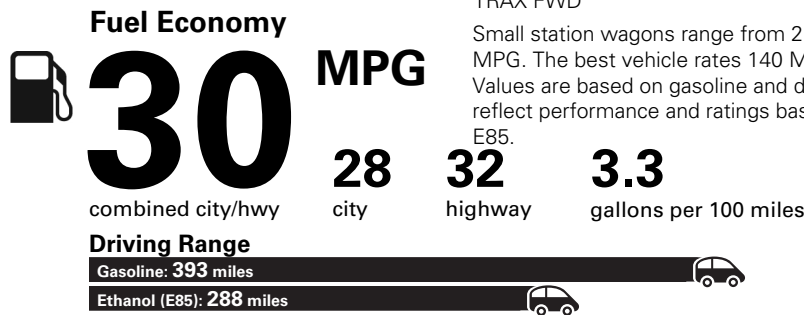 TRAX FWD
Fuel Economy
30
MPG
Small station wagons range from 2
MPG. The best vehicle rates 140 M
Values are based on gasoline and d
reflect performance and ratings bas
E85.
combined city/hwy
28
city
32
highway
3.3
gallons per 100 miles
Driving Range
Gasoline: 393 miles
Ethanol (E85): 288 miles